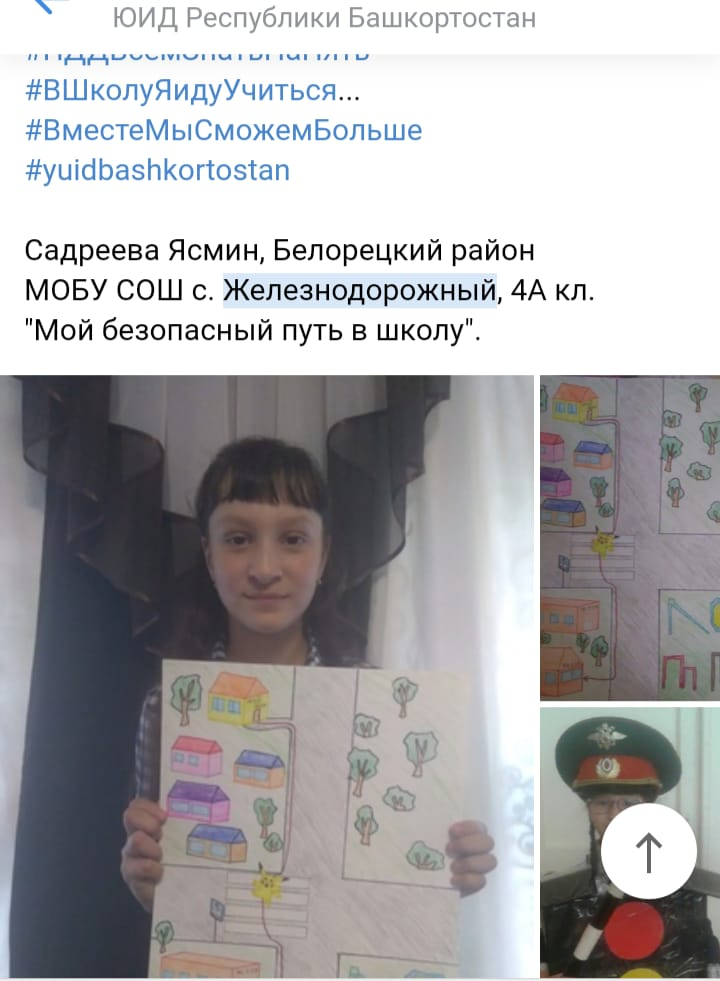 ЮИД Республики Башкортостан
#ВШколуЯидуУчиться...
#ВместеМыСможемБольше
#yuidbashkortostan
Садреева Ясмин, Белорецкий район
МОБУ СОШ с. Железнодорожный, 4А кл.
"Мой безопасный путь в школу".